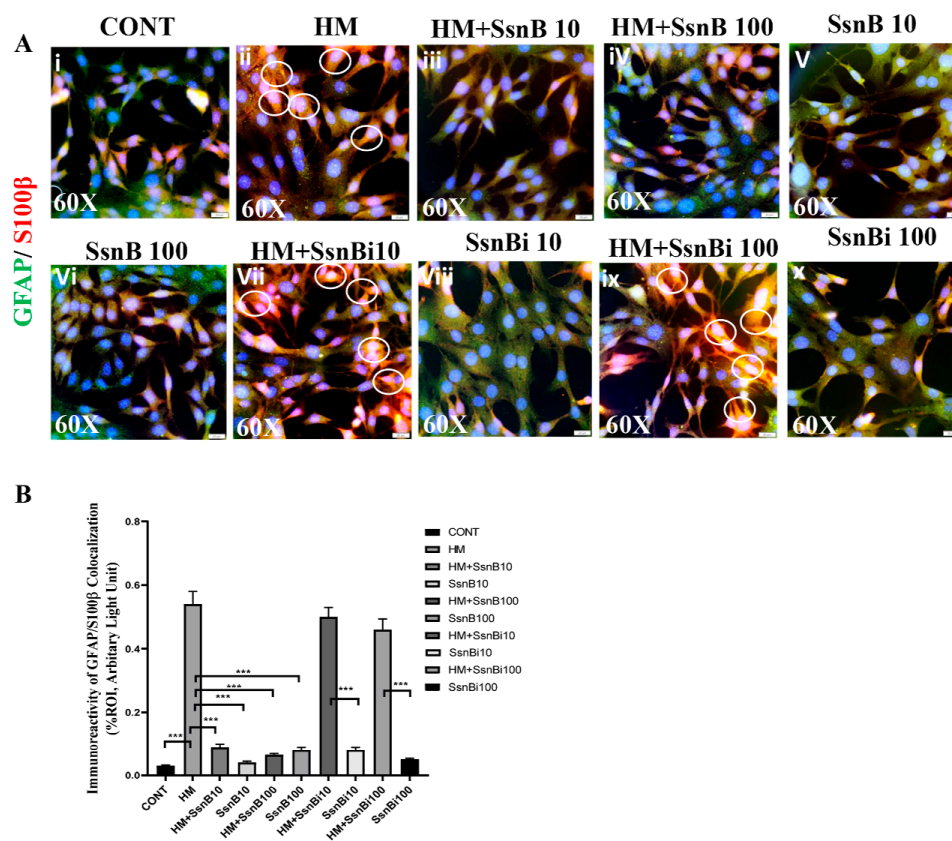 A
CONT
HM
HM+SsnB 10
HM+SsnB 100
SsnB 10
GFAP/ S100β
i
ii
iii
iv
V
60X
60X
60X
60X
60X
SsnB 100
HM+SsnBi10
SsnBi 10
HM+SsnBi 100
SsnBi 100
Vi
Vii
Viii
ix
x
60X
60X
60X
60X
60X
B
Immunoreactivity of GFAP/S100β Colocalization
(%ROI, Arbitary Light Unit)
0.8
0.6
0.4
0.2
0.0
***
***
***
***
***
***
***
CONT
HM
HM+SsnB10
SsnB10
HM+SsnB100
SsnB100
HM+SsnBi10
SsnBi10
HM+SsnBi100
SsnBi100
CONT
HM
HM+SsnB10
SsnB10
HM+SsnB100
SsnB100
HM+SsnBi10
SsnBi10
HM+SsnBi100
SsnBi100